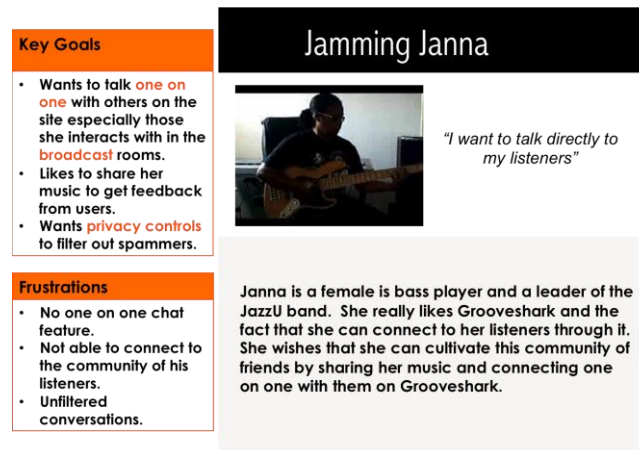 Key Goals
• Wants to talk one on
one with others on the
site especially those
she interacts with in the
broadcast rooms.
• Likes to share her
music to get feedback
from users.
• Wants privacy controls
to filter out spammers.
Frustrations
• No one on one chat
feature.
• Not able to connect to
the community of his
listeners.
• Unfiltered
conversations.
Jamming Janna
“I want to talk directly to
my listeners”
Janna is a female is bass player and a leader of the
JazzU band.  She really likes Grooveshark and the
fact that she can connect to her listeners through it.
She wishes that she can cultivate this community of
friends by sharing her music and connecting one
on one with them on Grooveshark.